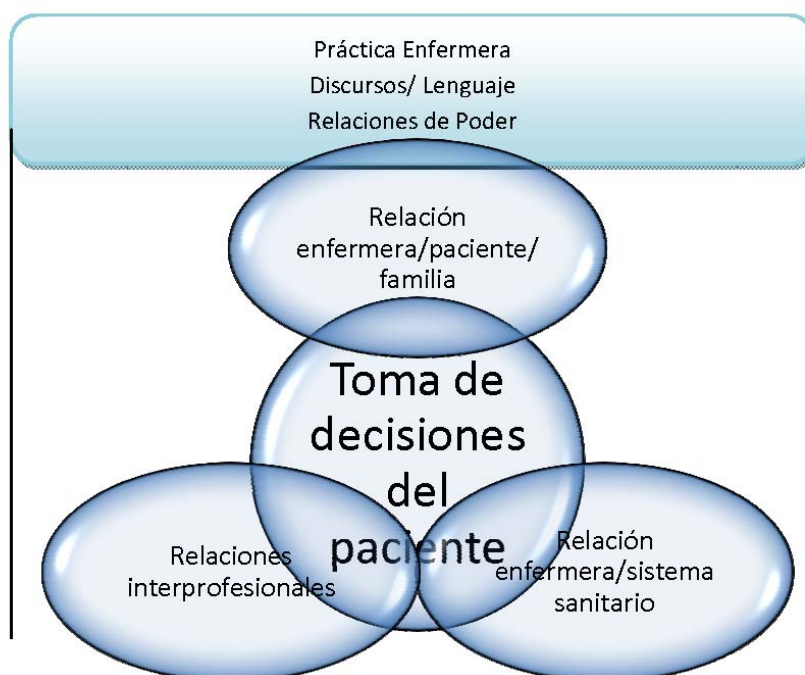 Práctica Enfermera
Discursos/ Lenguaje
Relaciones de Poder
Relación
enfermera/paciente/
familia
Toma de
decisiones
del
paciente
Relaciones
interprofesionales
Relación
enfermera/sistema
sanitario